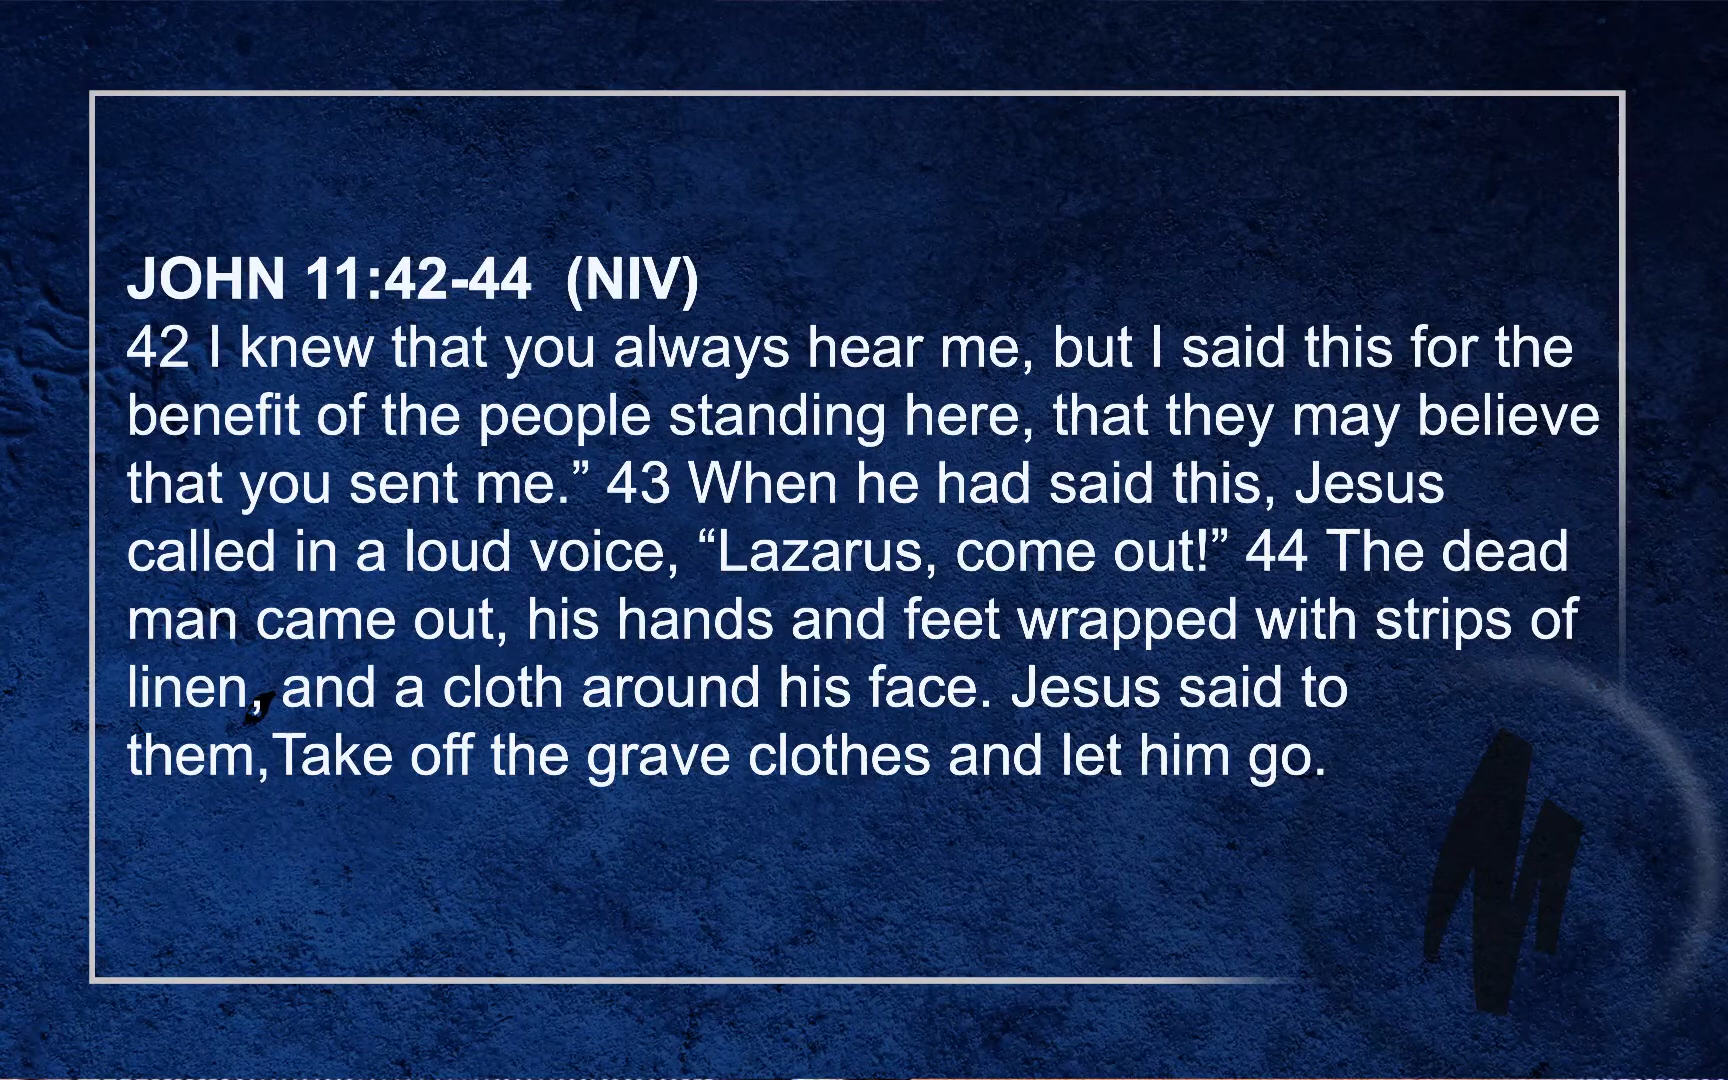 JOHN 11:42-44  (NIV)
42 I knew that you always hear me, but I said this for the
benefit of the people standing here, that they may believe
that you sent me.” 43 When he had said this, Jesus
called in a loud voice, “Lazarus, come out!” 44 The dead
man came out, his hands and feet wrapped with strips of
linen, and a cloth around his face. Jesus said to
them,Take off the grave clothes and let him go.